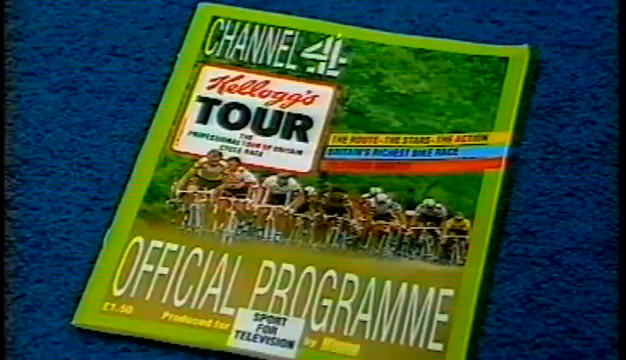 CHANNEL 4
Kellogg's
TOUR
THE
PROFESSIONAL TOUR OF BRITAIN
CYCLE RACE
THE ROUTE - THE STARS - THE ACTION
BRITAIN'S RICHEST BIKE RACE
OFFICIAL PROGRAMME
£1.50
Produced for
SPORT
FOR
TELEVISION
by